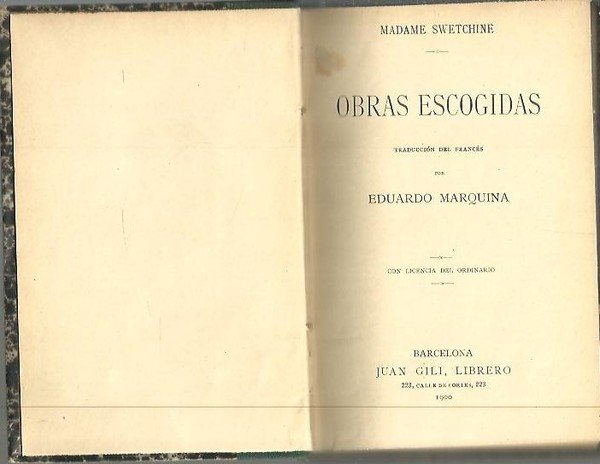 MADAME SWETCHINE
OBRAS ESCOGIDAS
TRADUCCIÓN DEL FRANCÉS
POR
EDUARDO MARQUINA
CON LICENCIA DEL ORDINARIO
BARCELONA
JUAN GILI, LIBRERO
223, CALLE DE CORTES, 223
1900